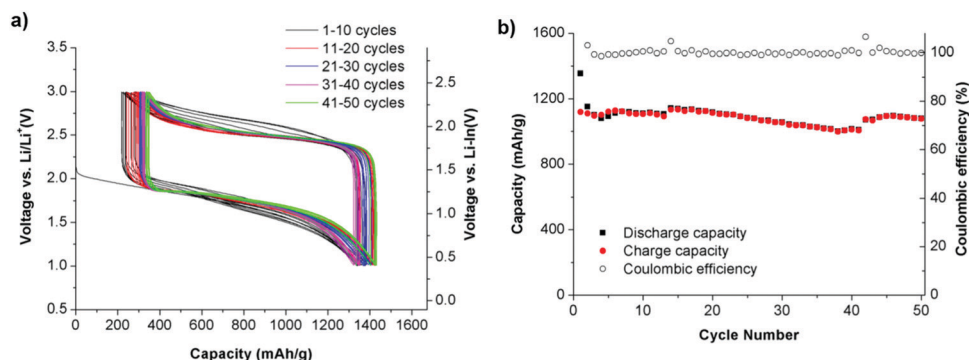 a)
1-10 cycles
11-20 cycles
21-30 cycles
31-40 cycles
41-50 cycles
Voltage vs. Li/Li+(V)
3.5
3.0
2.5
2.0
1.5
1.0
0.5
Voltage vs. Li-In(V)
2.5
2.0
1.5
1.0
0.5
0.0
0 200 400 600 800 1000 1200 1400 1600
Capacity (mAh/g)
b)
Capacity (mAh/g)
1600
1400
1200
1000
800
600
400
200
0
Coulombic efficiency (%)
100
80
60
40
20
0
Discharge capacity
Charge capacity
Coulombic efficiency
0 10 20 30 40 50
Cycle Number